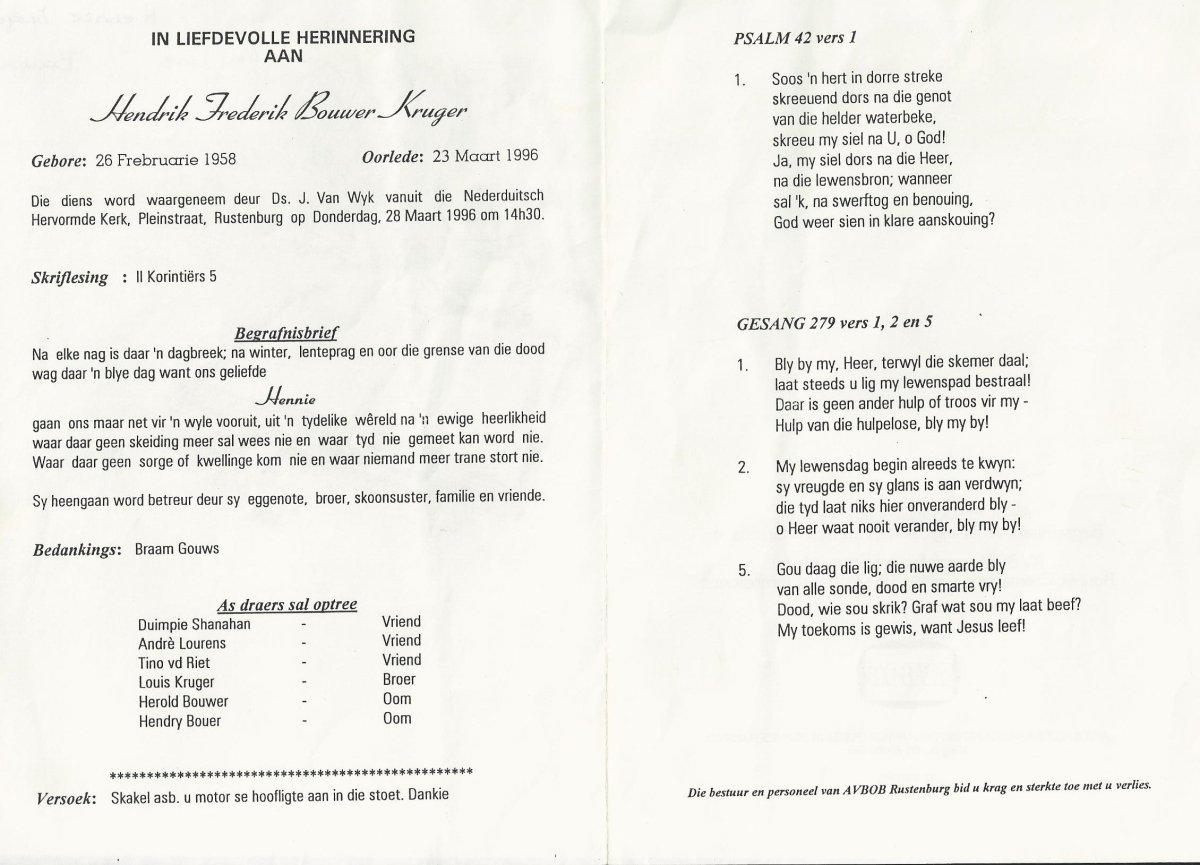 IN LIEFDEVOLLE HERINNERING
AAN
Hendrik Frederik Bouwer Kruger
Gebore: 26 Frebruarie 1958 Oorlede: 23 Maart 1996
Die diens word waargeneem deur Ds. J. Van Wyk vanuit die Nederduitsch
Hervormde Kerk, Pleinstraat, Rustenburg op Donderdag, 28 Maart 1996 om 14h30.
Skriflesing : II Korintiërs 5
Begrafnisbrief
Na elke nag is daar 'n dagbreek; na winter, lenteprag en oor die grense van die dood
wag daar 'n blye dag want ons geliefde
Hennie
gaan ons maar net vir 'n wyle vooruit, uit 'n tydelike wêreld na 'n ewige heerlikheid
waar daar geen skeiding meer sal wees nie en waar tyd nie gemeet kan word nie.
Waar daar geen sorge of kwellinge kom nie en waar niemand meer trane stort nie.
Sy heengaan word betreur deur sy eggenote, broer, skoonsuster, familie en vriende.
Bedankings: Braam Gouws
As draers sal optree
Duimpie Shanahan - Vriend
Andrè Lourens - Vriend
Tino vd Riet - Vriend
Louis Kruger - Broer
Herold Bouwer - Oom
Hendry Bouer - Oom
**************************************************
Versoek: Skakel asb. u motor se hoofligte aan in die stoet. Dankie
PSALM 42 vers 1
1. Soos 'n hert in dorre streke
skreeuend dors na die genot
van die helder waterbeke,
skreeu my siel na U, o God!
Ja, my siel dors na die Heer,
na die lewensbron; wanneer
sal 'k, na swerftog en benouing,
God weer sien in klare aanskouing?
GESANG 279 vers 1, 2 en 5
1. Bly by my, Heer, terwyl die skemer daal;
laat steeds u lig my lewenspad bestraal!
Daar is geen ander hulp of troos vir my -
Hulp van die hulpelose, bly my by!
2. My lewensdag begin alreeds te kwyn:
sy vreugde en sy glans is aan verdwyn;
die tyd laat niks hier onveranderd bly -
o Heer waat nooit verander, bly my by!
5. Gou daag die lig; die nuwe aarde bly
van alle sonde, dood en smarte vry!
Dood, wie sou skrik? Graf wat sou my laat beef?
My toekoms is gewis, want Jesus leef!
Die bestuur en personeel van AVBOB Rustenburg bid u krag en sterkte toe met u verlies.